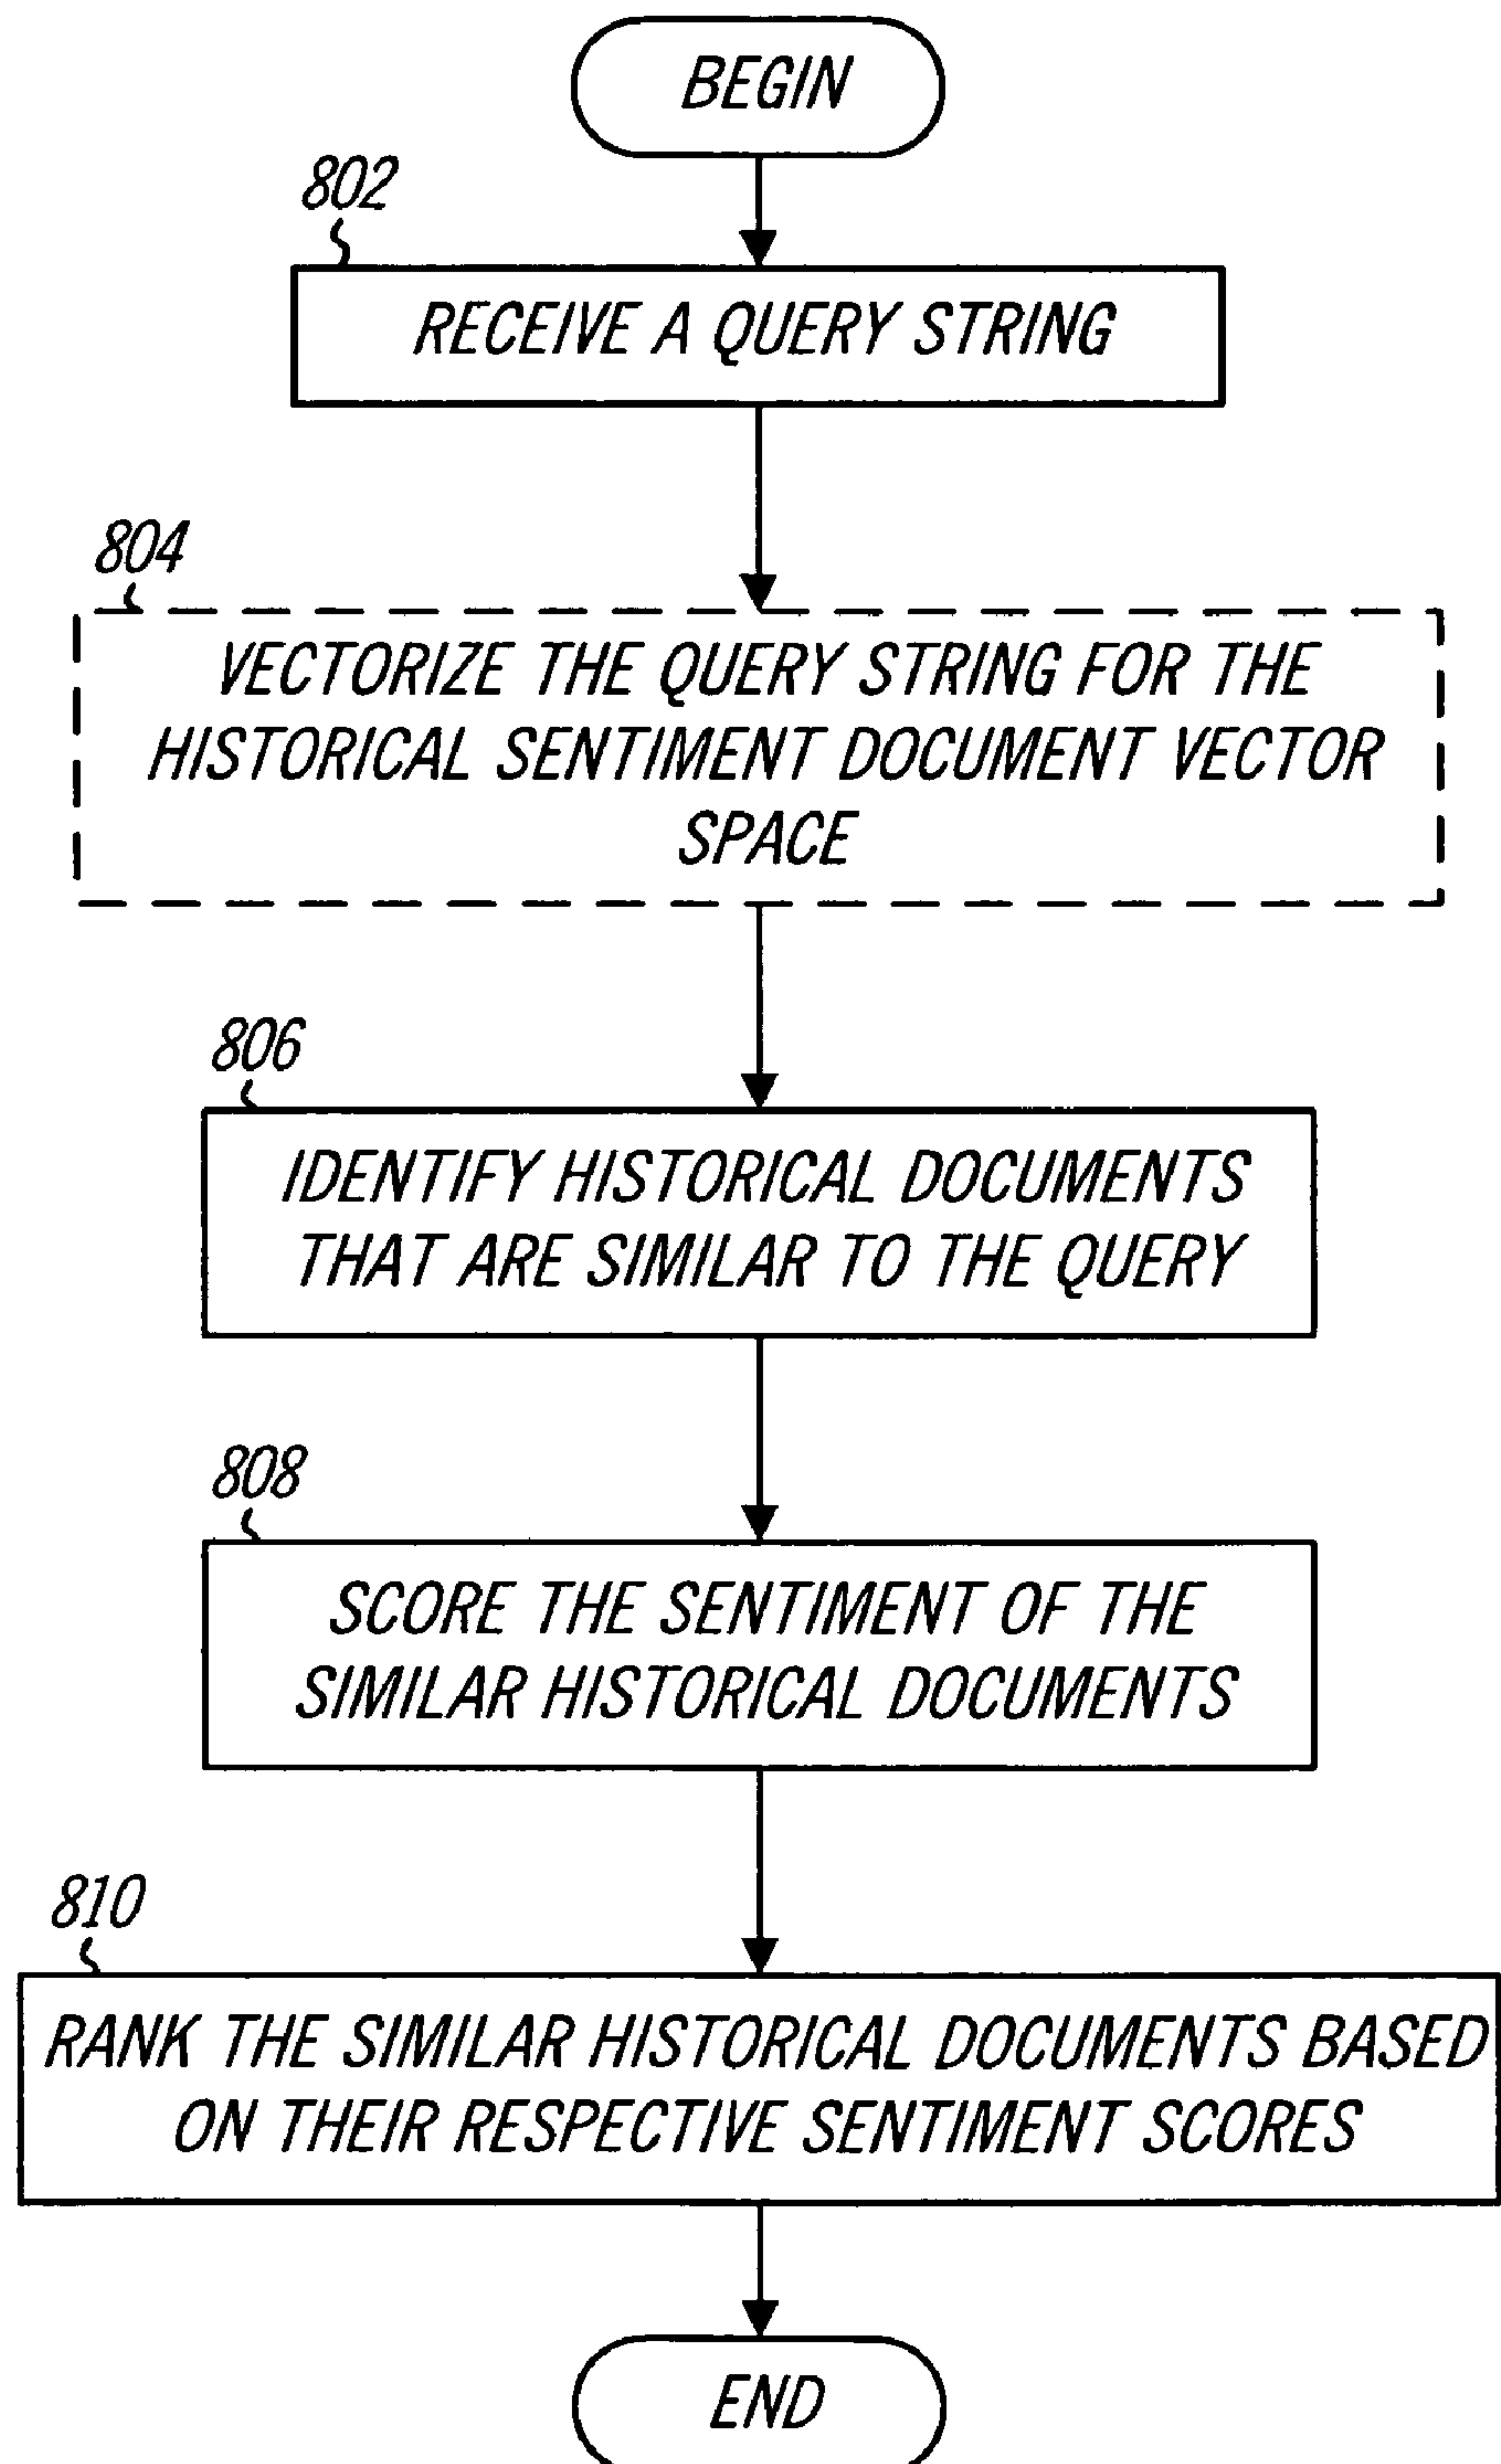 BEGIN
802
RECEIVE A QUERY STRING
804
VECTORIZE THE QUERY STRING FOR THE
HISTORICAL SENTIMENT DOCUMENT VECTOR
SPACE
806
IDENTIFY HISTORICAL DOCUMENTS
THAT ARE SIMILAR TO THE QUERY
808
SCORE THE SENTIMENT OF THE
SIMILAR HISTORICAL DOCUMENTS
810
RANK THE SIMILAR HISTORICAL DOCUMENTS BASED
ON THEIR RESPECTIVE SENTIMENT SCORES
END